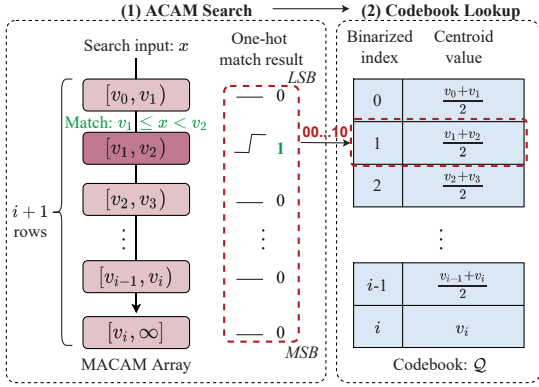 (1) ACAM Search
(2) Codebook Lookup
Search input: x
[v₀, v₁)
Match: v₁ ≤ x < v₂
[v₁, v₂)
[v₂, v₃)
⋮
[vᵢ₋₁, vᵢ)
[vᵢ, ∞]
MACAM Array
i + 1
rows
One-hot
match result
LSB
0
1
0
⋮
0
0
MSB
00...10
Binarized index
Centroid value
0 (v₀+v₁)/2
1 (v₁+v₂)/2
2 (v₂+v₃)/2
⋮
i-1 (vᵢ₋₁+vᵢ)/2
i vᵢ
Codebook: 𝒬